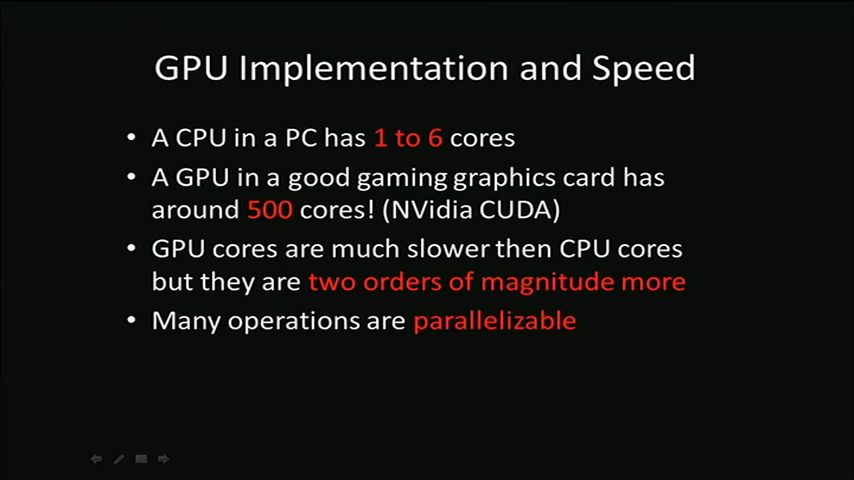 GPU Implementation and Speed
• A CPU in a PC has 1 to 6 cores
• A GPU in a good gaming graphics card has
around 500 cores! (NVidia CUDA)
• GPU cores are much slower then CPU cores
but they are two orders of magnitude more
• Many operations are parallelizable